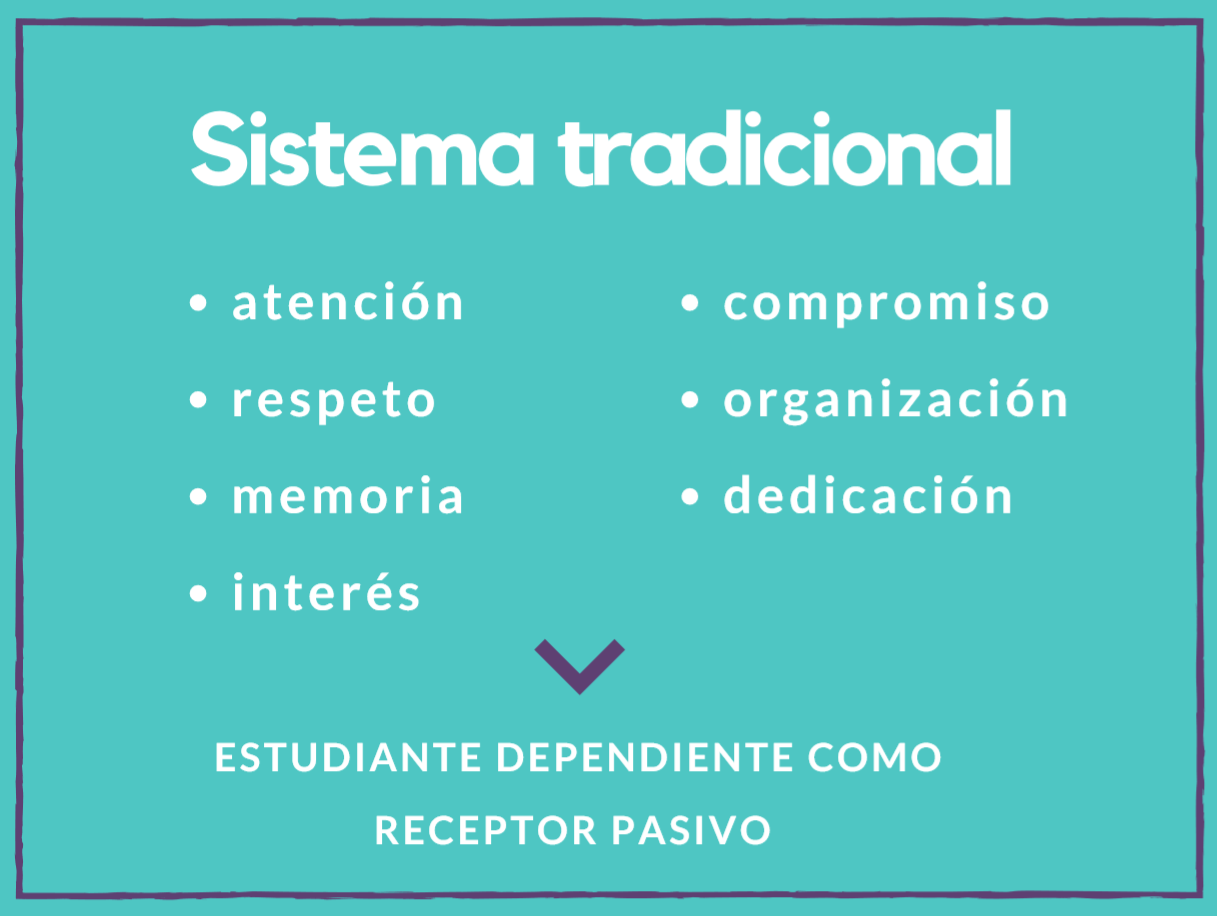 Sistema tradicional
• atención
• respeto
• memoria
• interés
• compromiso
• organización
• dedicación
ESTUDIANTE DEPENDIENTE COMO
RECEPTOR PASIVO